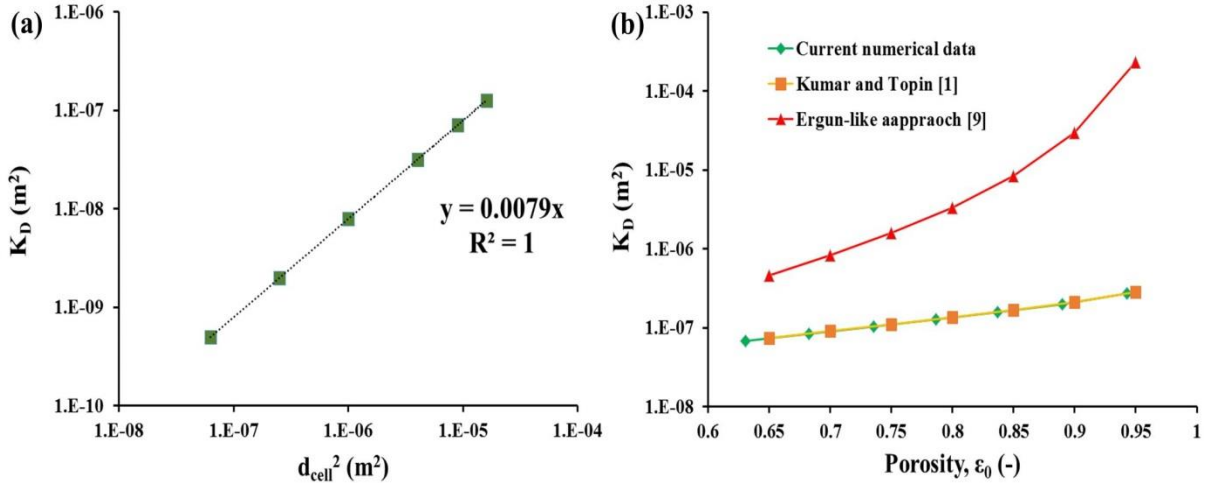 (a)
1.E-06
1.E-07
1.E-08
1.E-09
1.E-10
K_D (m²)
y = 0.0079x
R² = 1
1.E-08 1.E-07 1.E-06 1.E-05 1.E-04
d_cell² (m²)
(b)
1.E-03
1.E-04
1.E-05
1.E-06
1.E-07
1.E-08
K_D (m²)
Current numerical data
Kumar and Topin [1]
Ergun-like aappraoch [9]
0.6 0.65 0.7 0.75 0.8 0.85 0.9 0.95 1
Porosity, ε₀ (-)